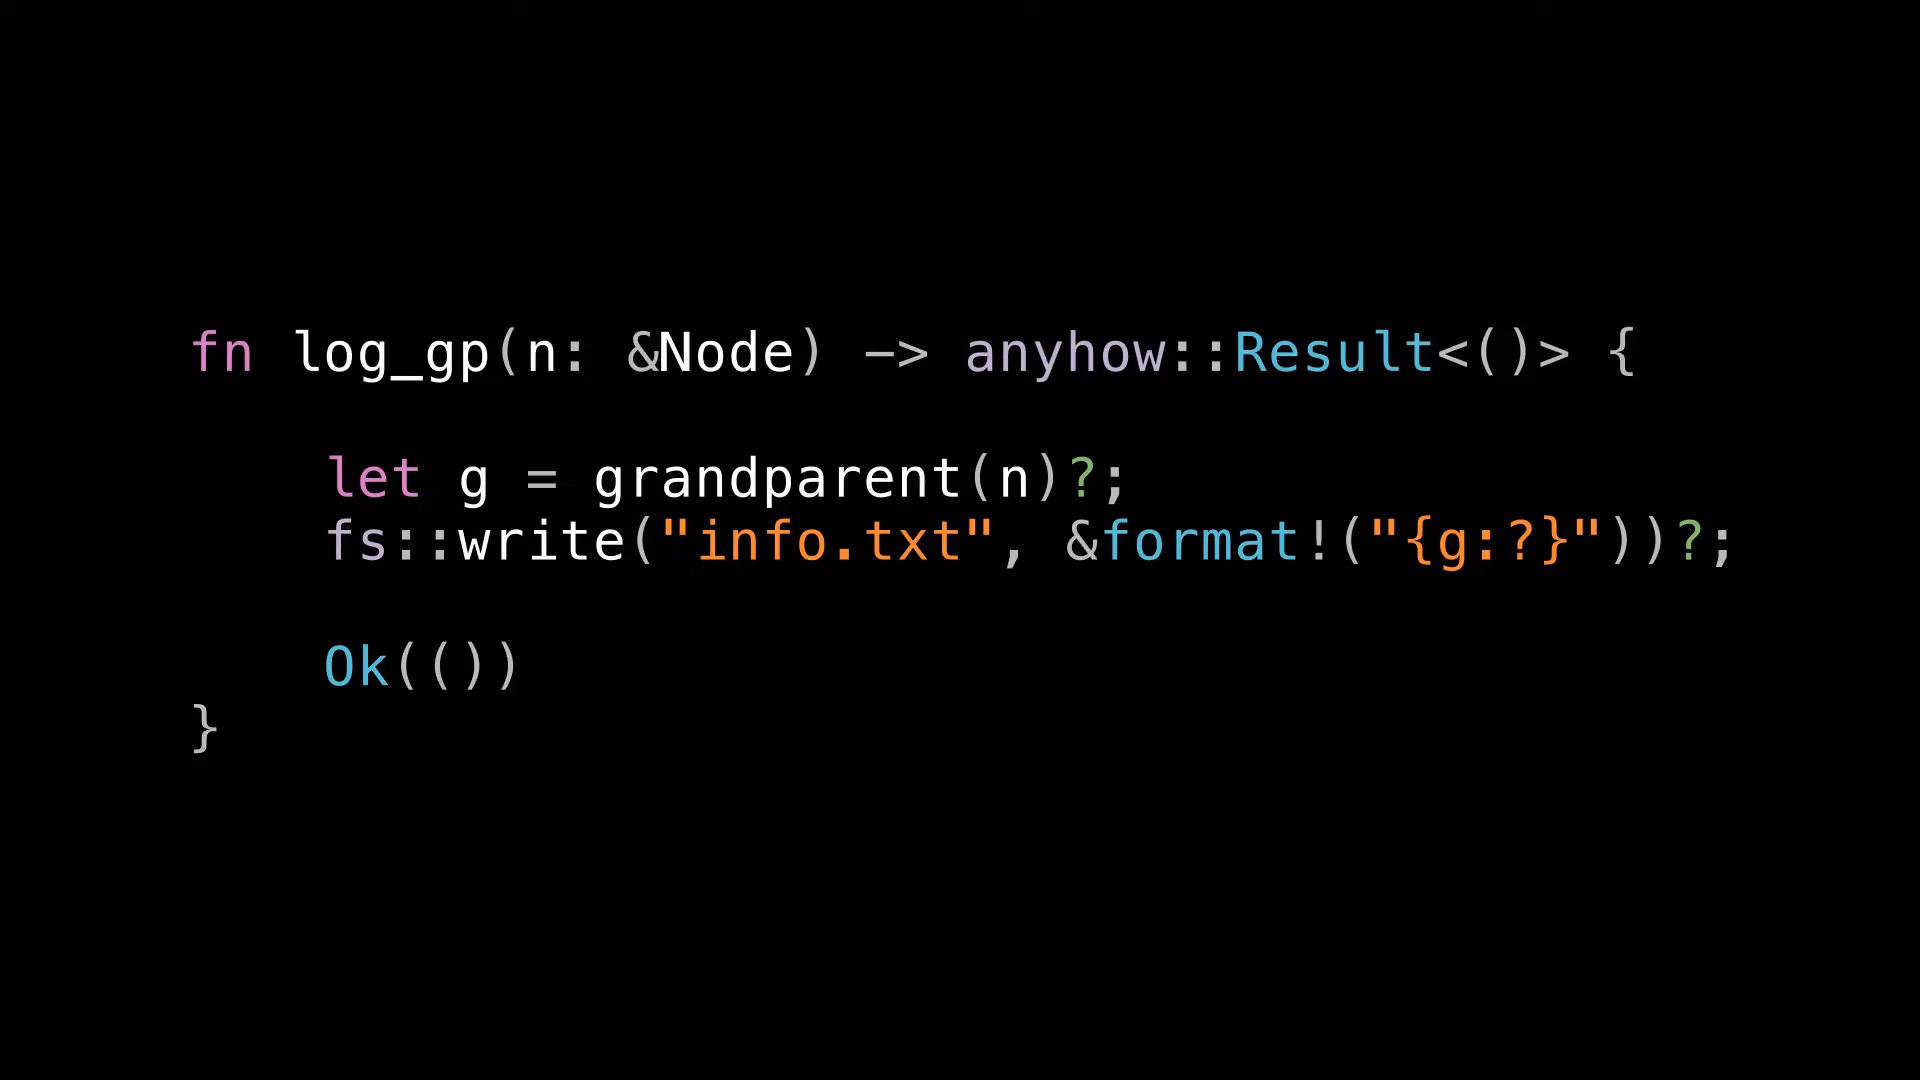 fn log_gp(n: &Node) -> anyhow::Result<()> {
    let g = grandparent(n)?;
    fs::write("info.txt", &format!("{g:?}"))?;
    Ok(())
}